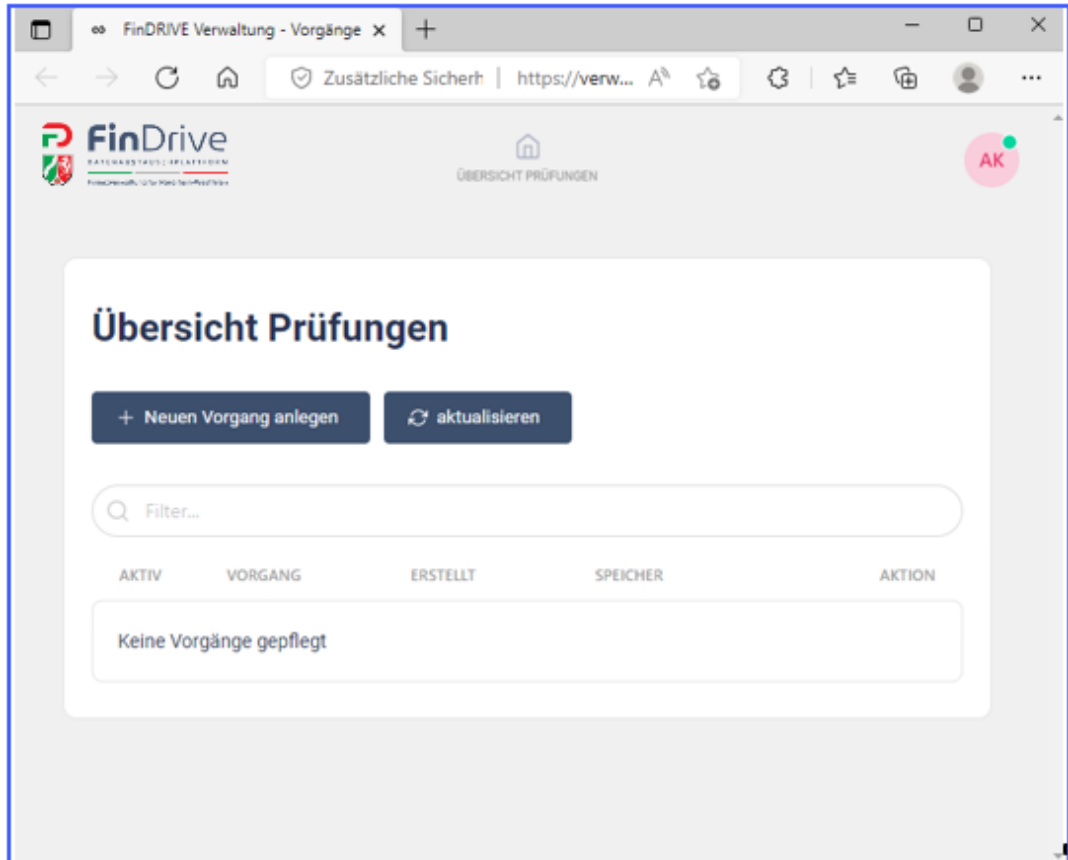 FinDRIVE Verwaltung - Vorgänge
Zusätzliche Sicherh | https://verw...
FinDrive
DATENAUSTAUSCHPLATTFORM
ÜBERSICHT PRÜFUNGEN
AK
Übersicht Prüfungen
+ Neuen Vorgang anlegen
aktualisieren
Filter...
AKTIV VORGANG ERSTELLT SPEICHER AKTION
Keine Vorgänge gepflegt